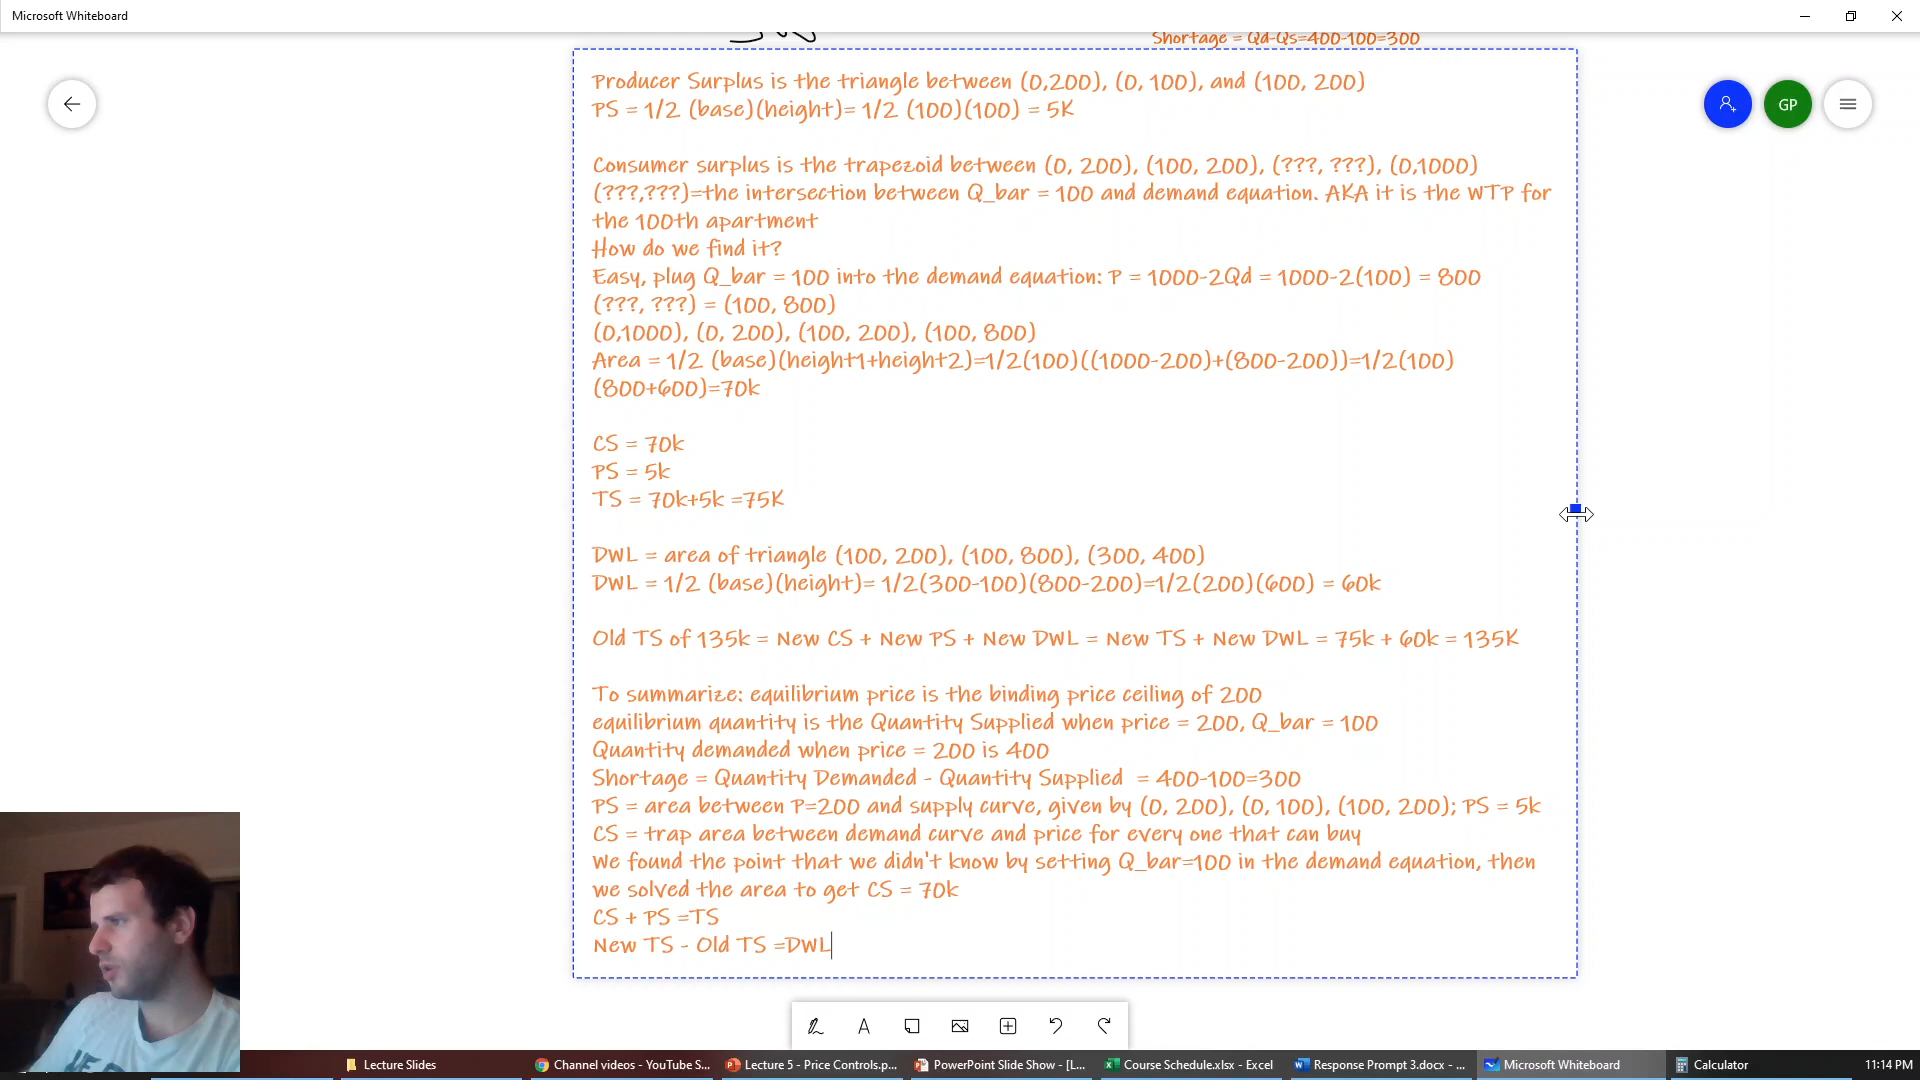 Microsoft Whiteboard
Shortage = Qd-Qs=400-100=300
Producer Surplus is the triangle between (0,200), (0, 100), and (100, 200)
PS = 1/2 (base)(height)= 1/2 (100)(100) = 5K
GP
Consumer surplus is the trapezoid between (0, 200), (100, 200), (???, ???), (0,1000)
(???,???)=the intersection between Q_bar = 100 and demand equation. AKA it is the WTP for
the 100th apartment
How do we find it?
Easy, plug Q_bar = 100 into the demand equation: P = 1000-2Qd = 1000-2(100) = 800
(???, ???) = (100, 800)
(0,1000), (0, 200), (100, 200), (100, 800)
Area = 1/2 (base)(height1+height2)=1/2(100)((1000-200)+(800-200))=1/2(100)
(800+600)=70k
CS = 70k
PS = 5k
TS = 70k+5k =75K
DWL = area of triangle (100, 200), (100, 800), (300, 400)
DWL = 1/2 (base)(height)= 1/2(300-100)(800-200)=1/2(200)(600) = 60k
Old TS of 135k = New CS + New PS + New DWL = New TS + New DWL = 75k + 60k = 135K
To summarize: equilibrium price is the binding price ceiling of 200
equilibrium quantity is the Quantity Supplied when price = 200, Q_bar = 100
Quantity demanded when price = 200 is 400
Shortage = Quantity Demanded - Quantity Supplied  = 400-100=300
PS = area between P=200 and supply curve, given by (0, 200), (0, 100), (100, 200); PS = 5k
CS = trap area between demand curve and price for every one that can buy
We found the point that we didn't know by setting Q_bar=100 in the demand equation, then
we solved the area to get CS = 70k
CS + PS =TS
New TS - Old TS =DWL
Lecture Slides
Channel videos - YouTube S...
Lecture 5 - Price Controls.p...
PowerPoint Slide Show - [L...
Course Schedule.xlsx - Excel
Response Prompt 3.docx - ...
Microsoft Whiteboard
Calculator
11:14 PM